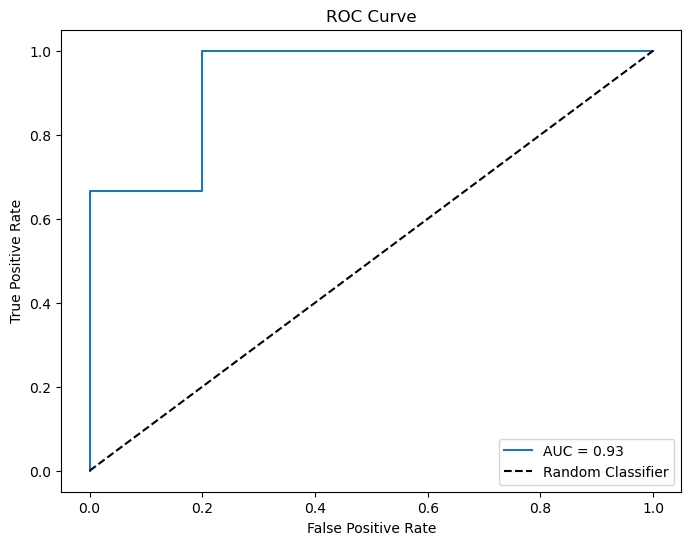 ROC Curve
1.0
0.8
0.6
0.4
0.2
0.0
True Positive Rate
0.0 0.2 0.4 0.6 0.8 1.0
False Positive Rate
AUC = 0.93
Random Classifier